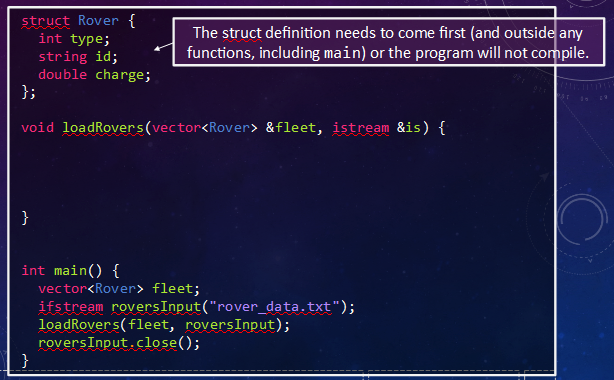 struct Rover {
int type;
string id;
double charge;
};
The struct definition needs to come first (and outside any
functions, including main) or the program will not compile.
void loadRovers(vector<Rover> &fleet, istream &is) {
}
int main() {
vector<Rover> fleet;
ifstream roversInput("rover_data.txt");
loadRovers(fleet, roversInput);
roversInput.close();
}